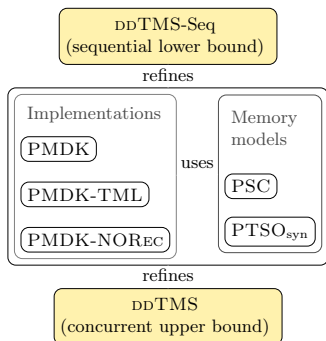 DDTMS-Seq
(sequential lower bound)
refines
Implementations
PMDK
PMDK-TML
PMDK-NOREC
uses
Memory
models
PSC
PTSOsyn
refines
DDTMS
(concurrent upper bound)